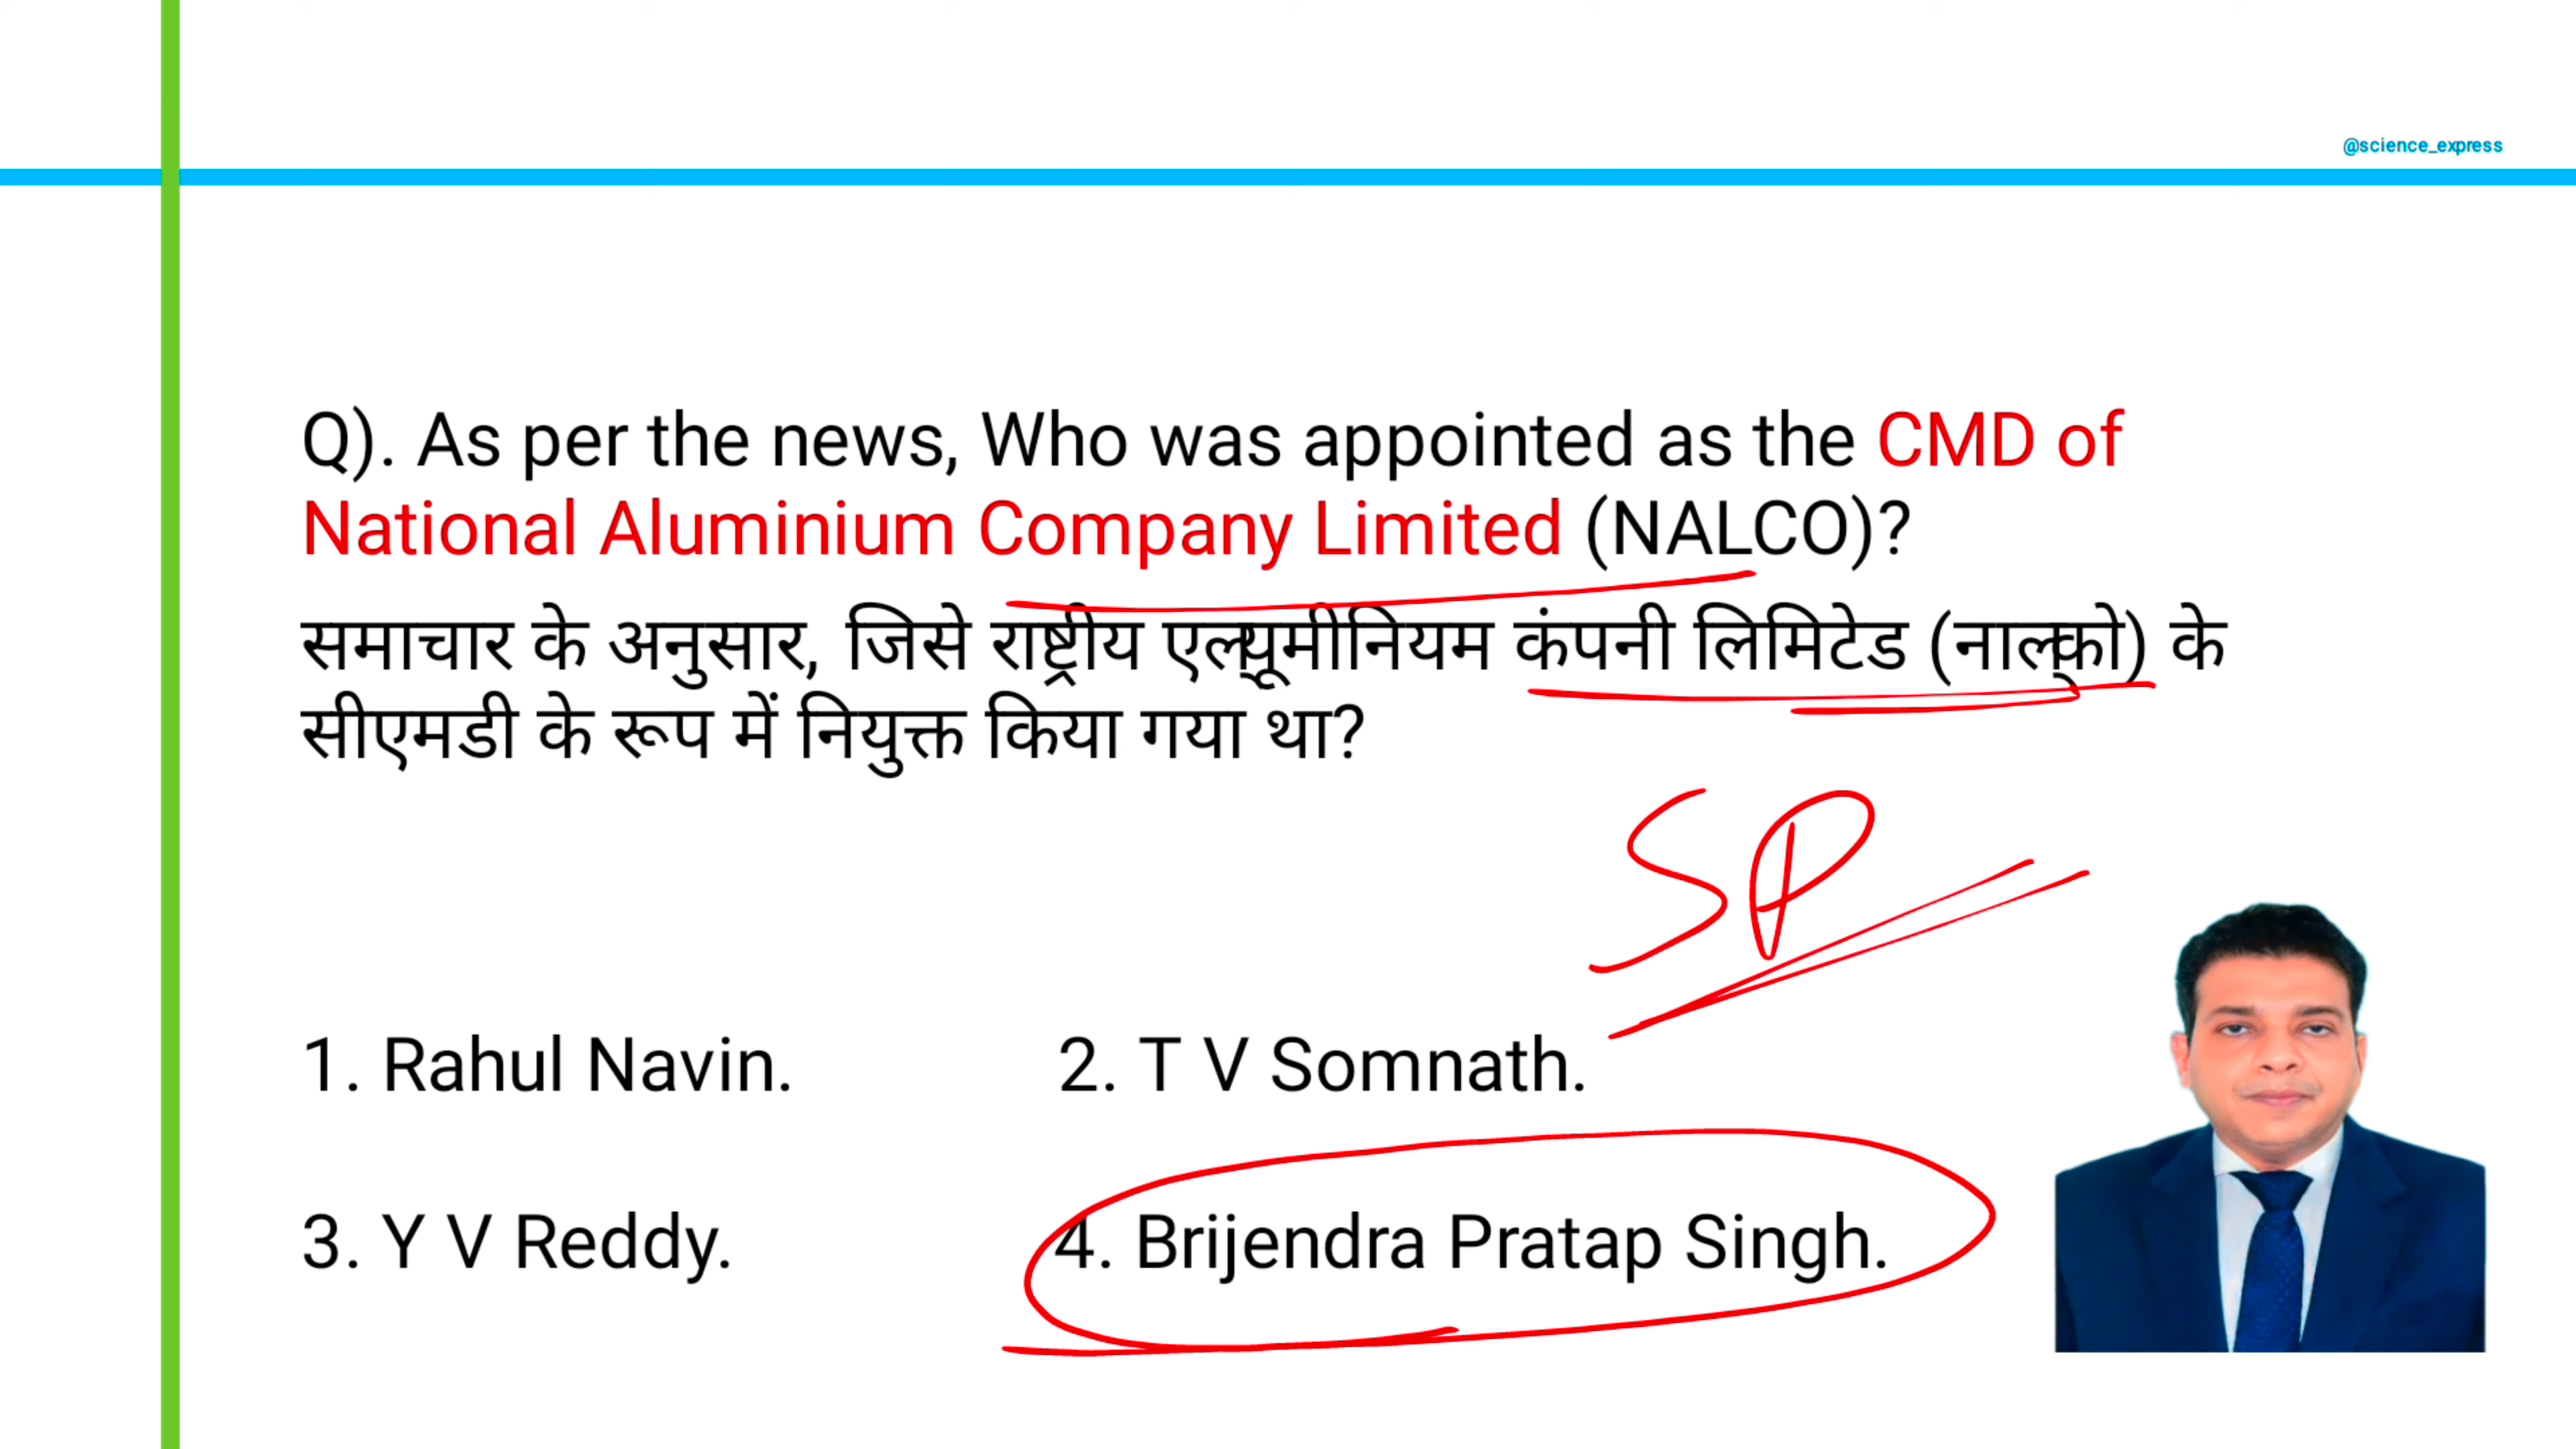 @science_express
Q). As per the news, Who was appointed as the CMD of
National Aluminium Company Limited (NALCO)?
समाचार के अनुसार, जिसे राष्ट्रीय एल्यूमीनियम कंपनी लिमिटेड (नाल्को) के
सीएमडी के रूप में नियुक्त किया गया था?
SP
1. Rahul Navin. 2. T V Somnath.
3. Y V Reddy. 4. Brijendra Pratap Singh.